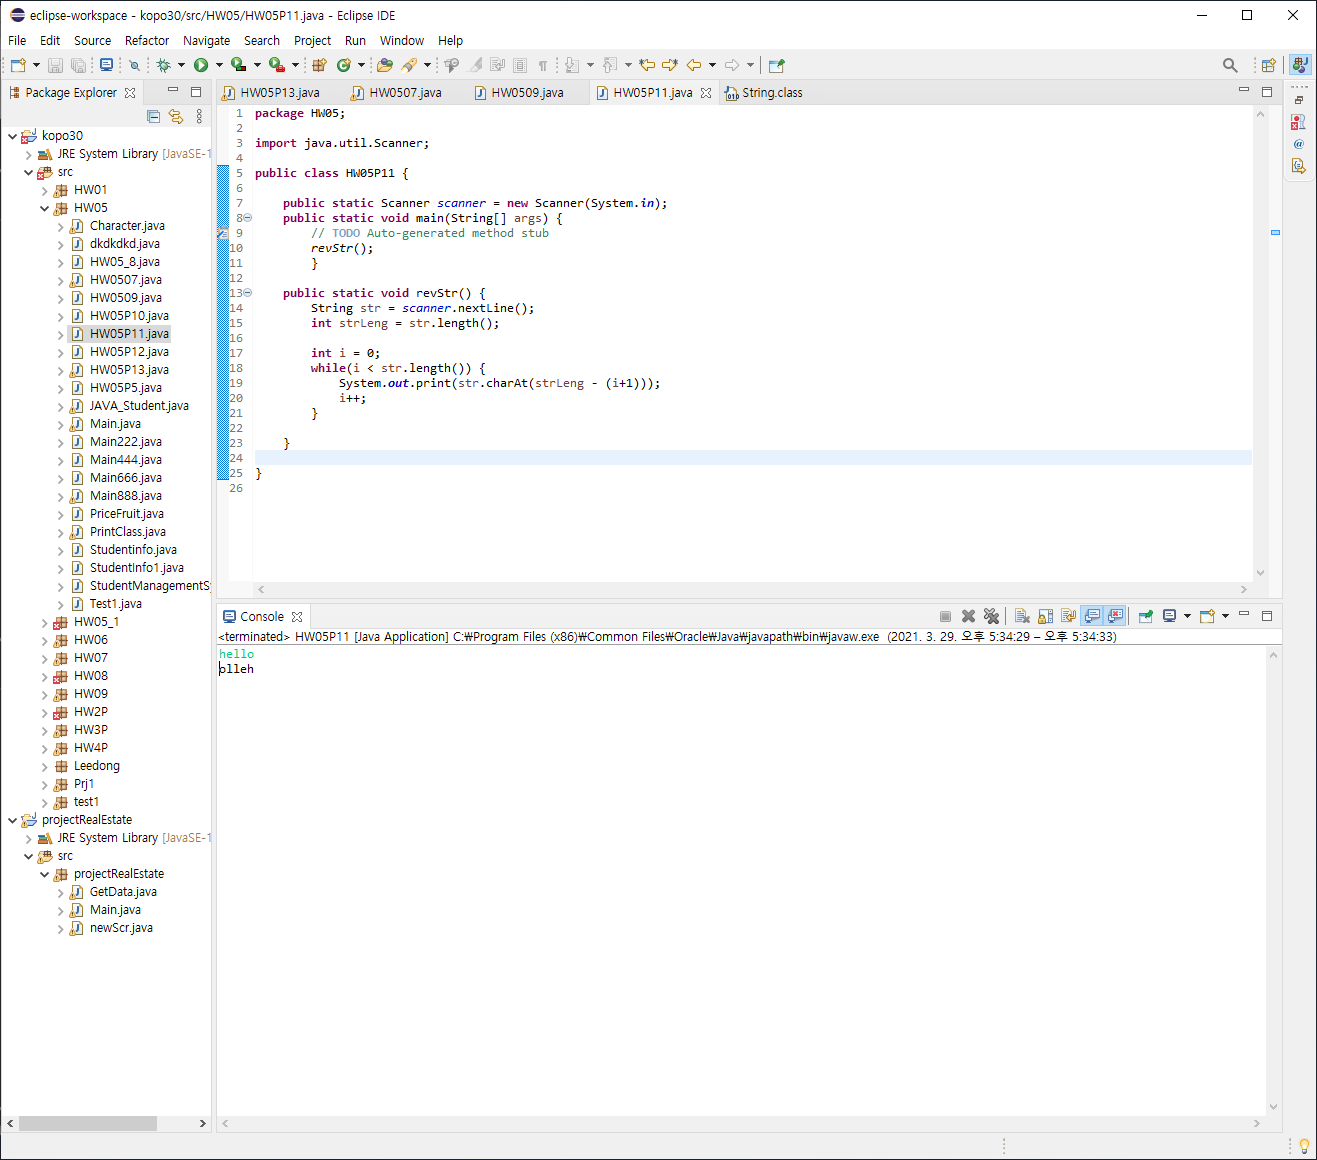 eclipse-workspace - kopo30/src/HW05/HW05P11.java - Eclipse IDE
File Edit Source Refactor Navigate Search Project Run Window Help
Package Explorer
kopo30
JRE System Library [JavaSE-1
src
HW01
HW05
Character.java
dkdkdkd.java
HW05_8.java
HW0507.java
HW0509.java
HW05P10.java
HW05P11.java
HW05P12.java
HW05P13.java
HW05P5.java
JAVA_Student.java
Main.java
Main222.java
Main444.java
Main666.java
Main888.java
PriceFruit.java
PrintClass.java
Studentinfo.java
StudentInfo1.java
StudentManagementSy
Test1.java
HW05_1
HW06
HW07
HW08
HW09
HW2P
HW3P
HW4P
Leedong
Prj1
test1
projectRealEstate
JRE System Library [JavaSE-1
src
projectRealEstate
GetData.java
Main.java
newScr.java
HW05P13.java HW0507.java HW0509.java HW05P11.java String.class
1 package HW05;
2
3 import java.util.Scanner;
4
5 public class HW05P11 {
6
7 public static Scanner scanner = new Scanner(System.in);
8 public static void main(String[] args) {
9 // TODO Auto-generated method stub
10 revStr();
11 }
12
13 public static void revStr() {
14 String str = scanner.nextLine();
15 int strLeng = str.length();
16
17 int i = 0;
18 while(i < str.length()) {
19 System.out.print(str.charAt(strLeng - (i+1)));
20 i++;
21 }
22
23 }
24
25 }
26
Console
<terminated> HW05P11 [Java Application] C:₩Program Files (x86)₩Common Files₩Oracle₩Java₩javapath₩bin₩javaw.exe (2021. 3. 29. 오후 5:34:29 – 오후 5:34:33)
hello
olleh